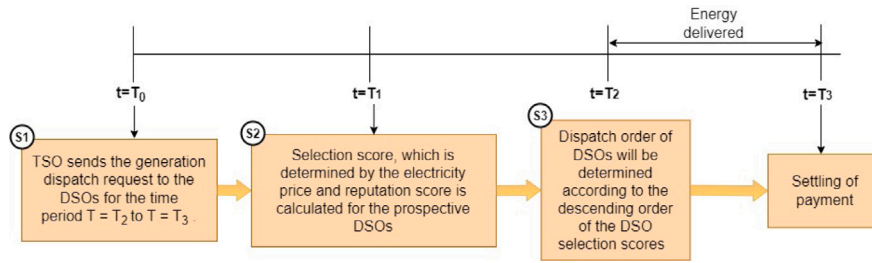 Energy
delivered
t=T0
t=T1
t=T2
t=T3
S1
TSO sends the generation
dispatch request to the
DSOs for the time
period T = T2 to T = T3 .
S2
Selection score, which is
determined by the electricity
price and reputation score is
calculated for the prospective
DSOs
S3
Dispatch order of
DSOs will be
determined
according to the
descending order
of the DSO
selection scores
Settling of
payment